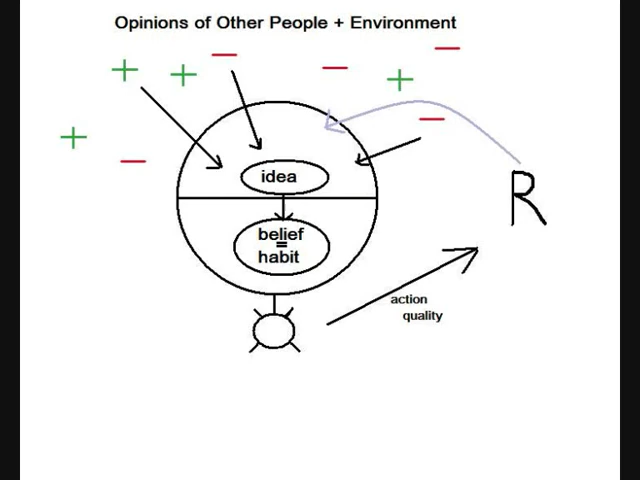 Opinions of Other People + Environment
idea
belief
=
habit
R
action
quality